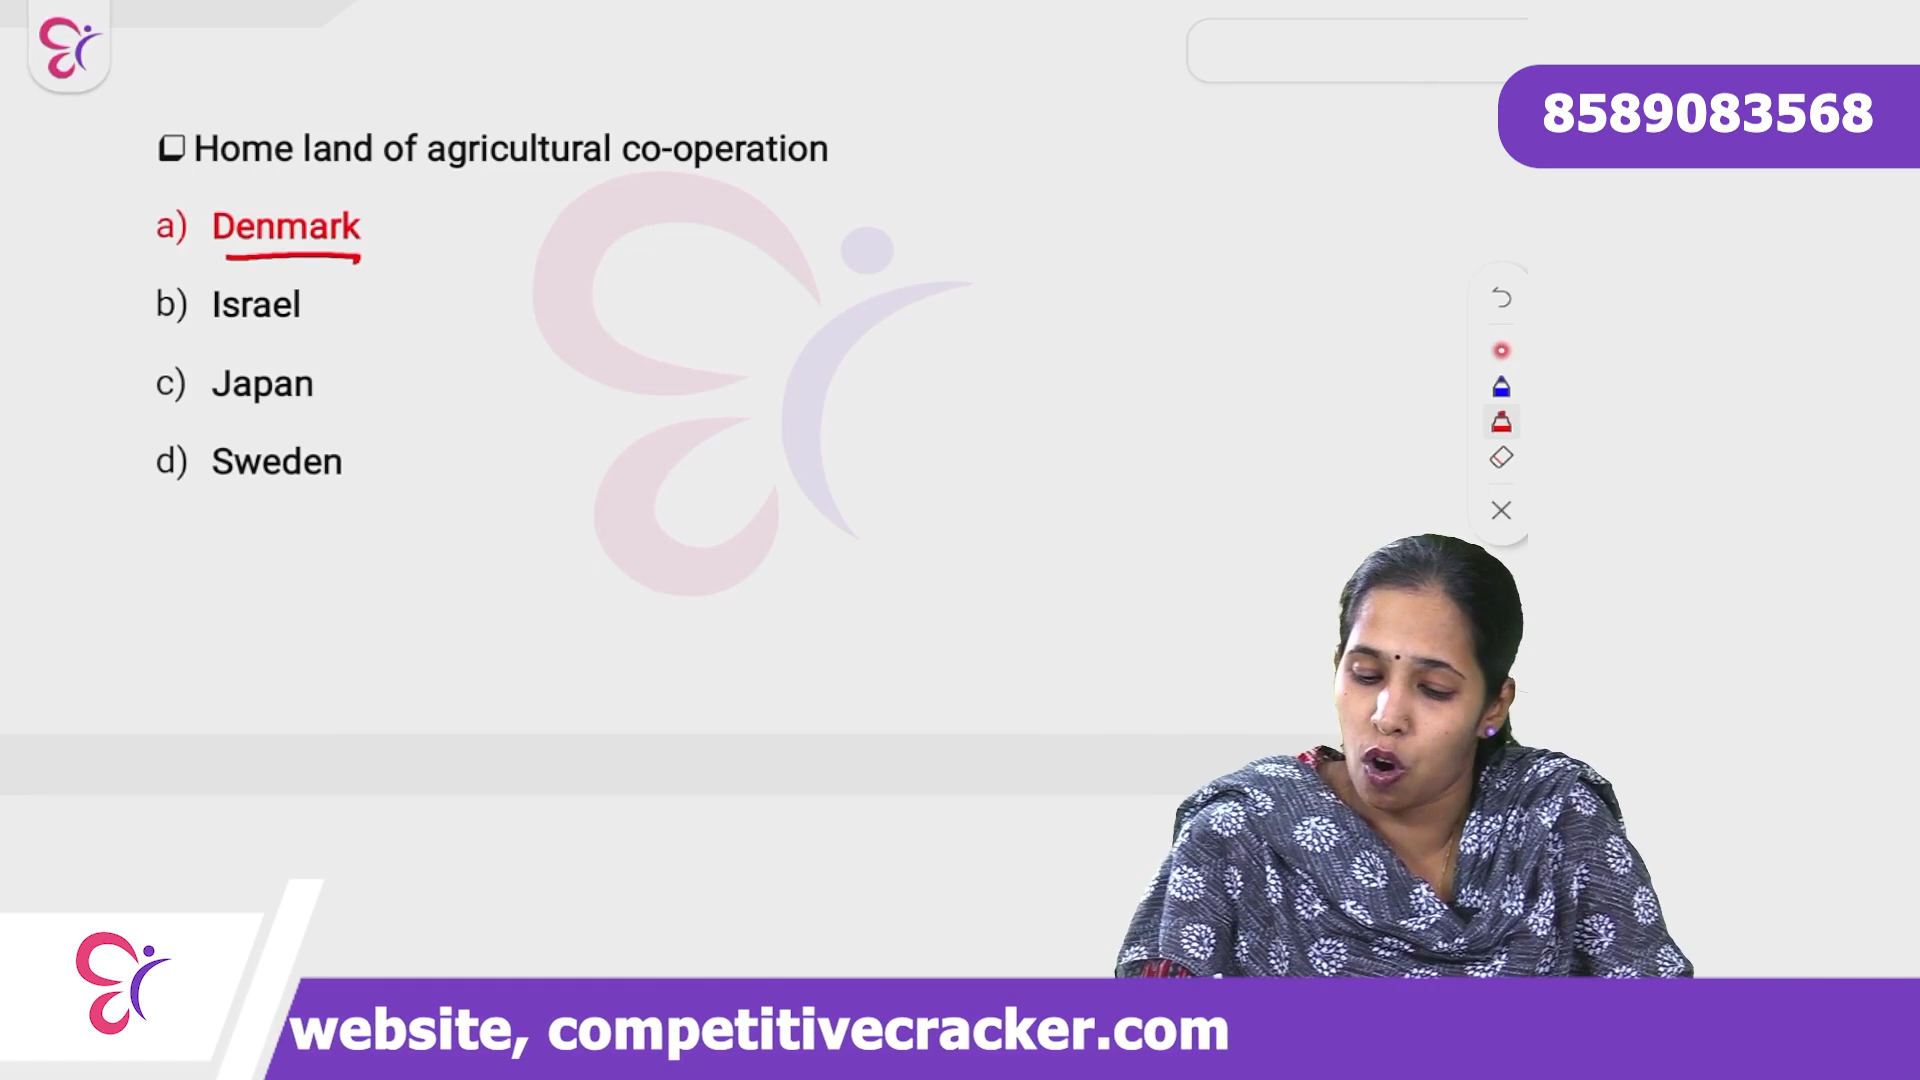 8589083568
Home land of agricultural co-operation
a) Denmark
b) Israel
c) Japan
d) Sweden
website, competitivecracker.com